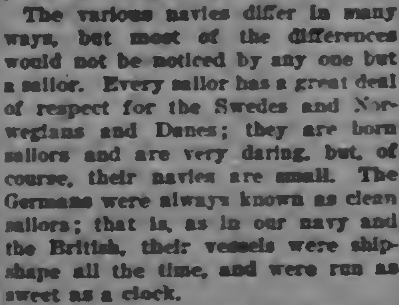 The various navies differ in many
ways, but most of the differences
would not be noticed by any one but
a sailor. Every sailor has a great deal
of respect for the Swedes and Nor-
wegians and Danes; they are born
sailors and are very daring, but, of
course, their navies are small. The
Germans were always known as clean
sailors; that is, as in our navy and
the British, their vessels were ship-
shape all the time, and were run as
sweet as a clock.